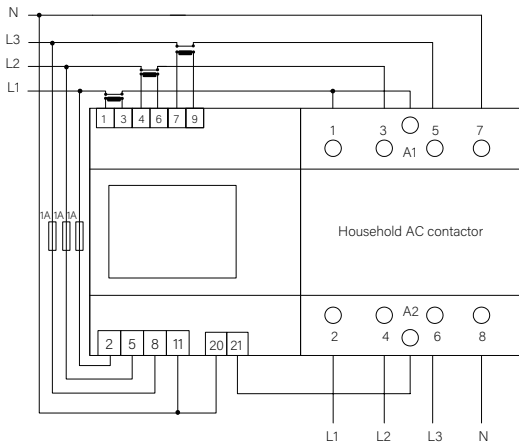 N
L3
L2
L1
1 3 4 6 7 9
1 3 5 7
A1
1A 1A 1A
Household AC contactor
A2
2 5 8 11 20 21
2 4 6 8
L1 L2 L3 N